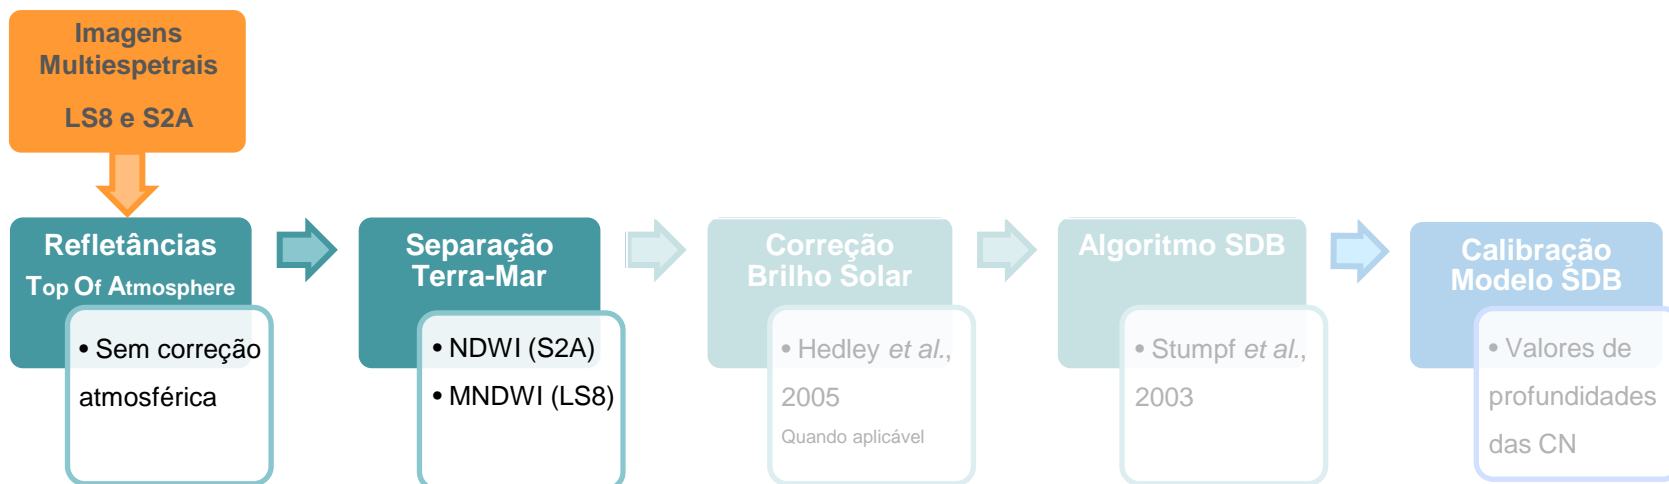 Imagens
Multiespetrais
LS8 e S2A
Refletâncias
Top Of Atmosphere
• Sem correção
atmosférica
Separação
Terra-Mar
• NDWI (S2A)
• MNDWI (LS8)
Correção
Brilho Solar
• Hedley et al.,
2005
Quando aplicável
Algoritmo SDB
• Stumpf et al.,
2003
Calibração
Modelo SDB
• Valores de
profundidades
das CN